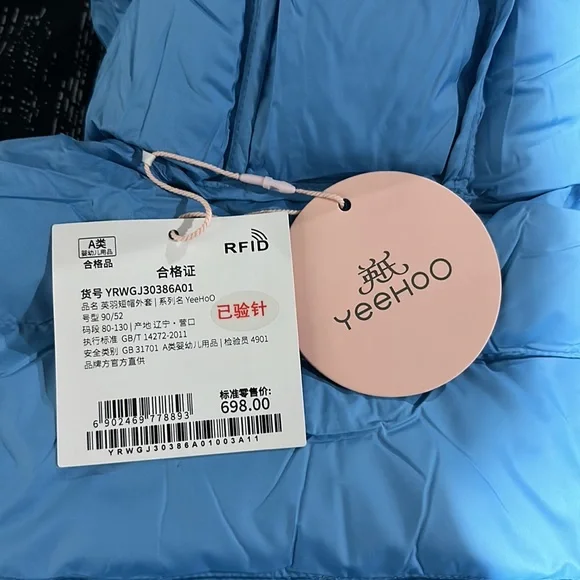 A类
婴幼儿用品
合格品
RFID
合格证
货号 YRWGJ30386A01
品名 英羽短帽外套 | 系列名 YeeHoO
号型 90/52
码段 80-130 | 产地 辽宁·营口
执行标准 GB/T 14272-2011
安全类别 GB 31701 A类婴幼儿用品 | 检验员 4901
品牌方官方直供
已验针
标准零售价:
698.00
6 902469 778893
YRWGJ30386A01003A11
英氏
YeeHoO